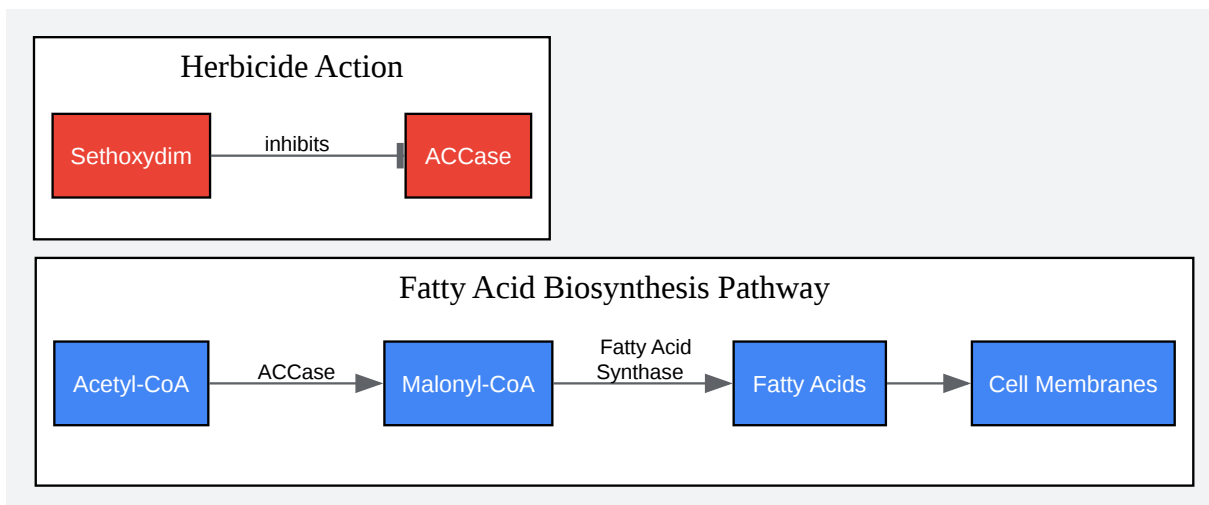 Herbicide Action
Sethoxydim
inhibits
ACCase
Fatty Acid Biosynthesis Pathway
Acetyl-CoA
ACCase
Malonyl-CoA
Fatty Acid
Synthase
Fatty Acids
Cell Membranes